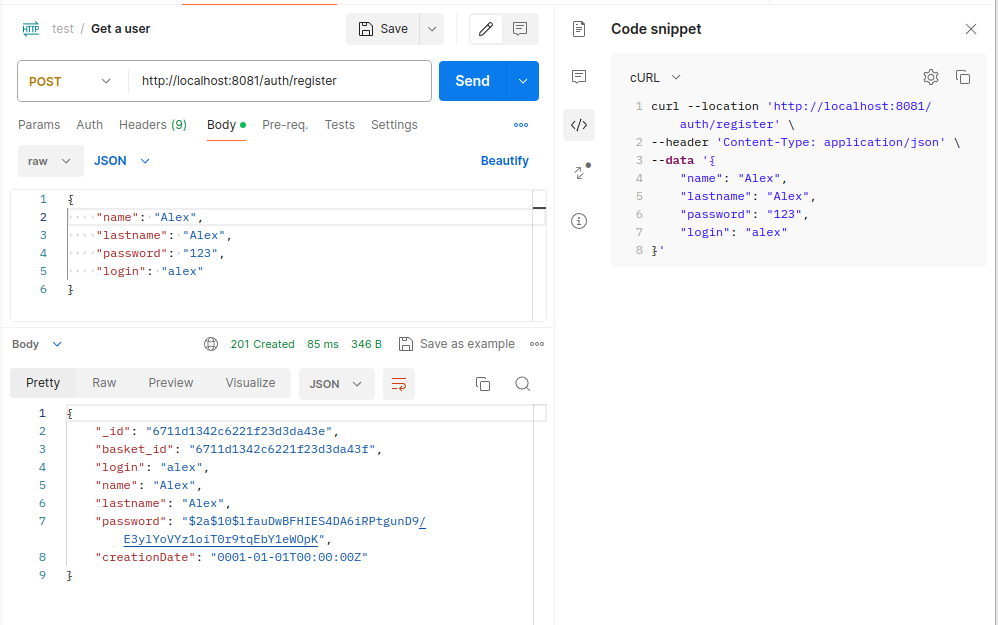 HTTP test / Get a user
Save
POST
http://localhost:8081/auth/register
Send
Params Auth Headers (9) Body Pre-req. Tests Settings
raw JSON Beautify
1 {
2 "name": "Alex",
3 "lastname": "Alex",
4 "password": "123",
5 "login": "alex"
6 }
Body 201 Created 85 ms 346 B Save as example
Pretty Raw Preview Visualize JSON
1 {
2 "_id": "6711d1342c6221f23d3da43e",
3 "basket_id": "6711d1342c6221f23d3da43f",
4 "login": "alex",
5 "name": "Alex",
6 "lastname": "Alex",
7 "password": "$2a$10$lfauDwBFHIES4DA6iRPtgunD9/
E3ylYoVYz1oiT0r9tqEbY1eWOpK",
8 "creationDate": "0001-01-01T00:00:00Z"
9 }
Code snippet
cURL
1 curl --location 'http://localhost:8081/
auth/register' \
2 --header 'Content-Type: application/json' \
3 --data '{
4 "name": "Alex",
5 "lastname": "Alex",
6 "password": "123",
7 "login": "alex"
8 }'